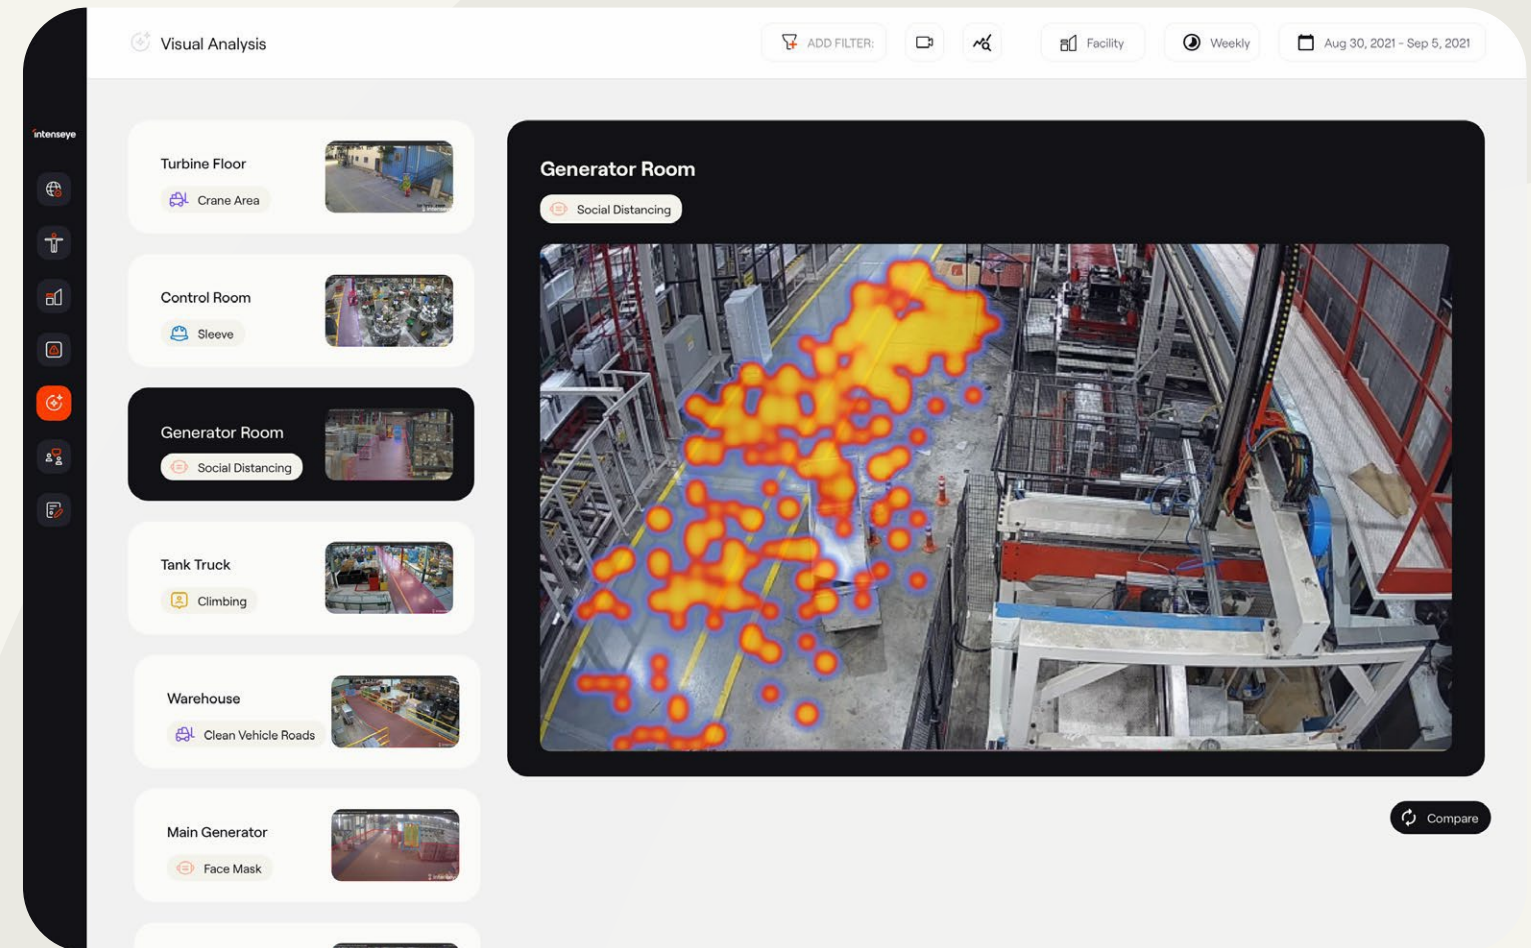 Visual Analysis
ADD FILTER:
Facility
Weekly
Aug 30, 2021 - Sep 5, 2021
intenseye
Turbine Floor
Crane Area
Control Room
Sleeve
Generator Room
Social Distancing
Tank Truck
Climbing
Warehouse
Clean Vehicle Roads
Main Generator
Face Mask
Generator Room
Social Distancing
Compare